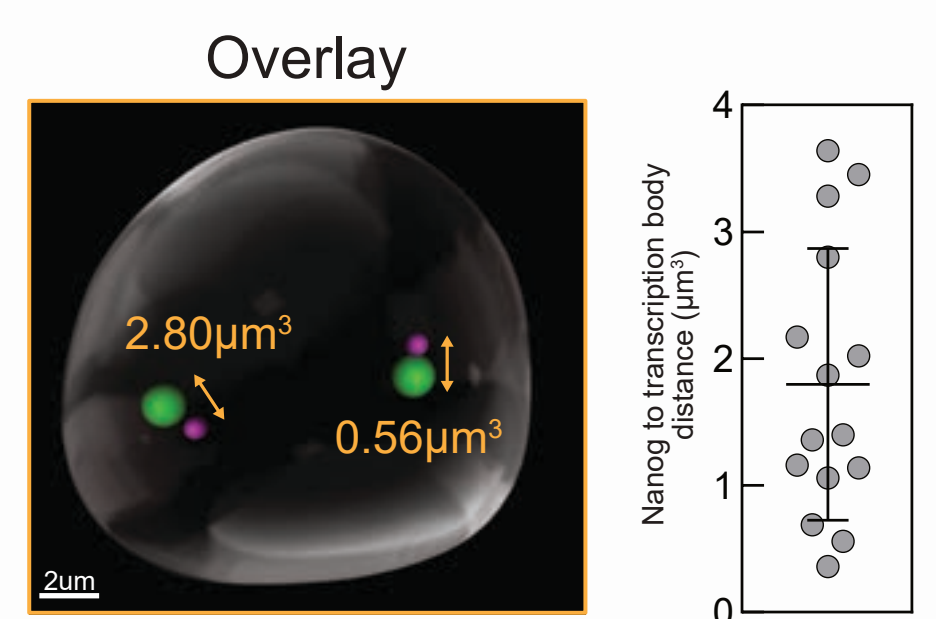 Overlay
2.80µm³
0.56µm³
2um
Nanog to transcription body
distance (µm³)
4
3
2
1
0